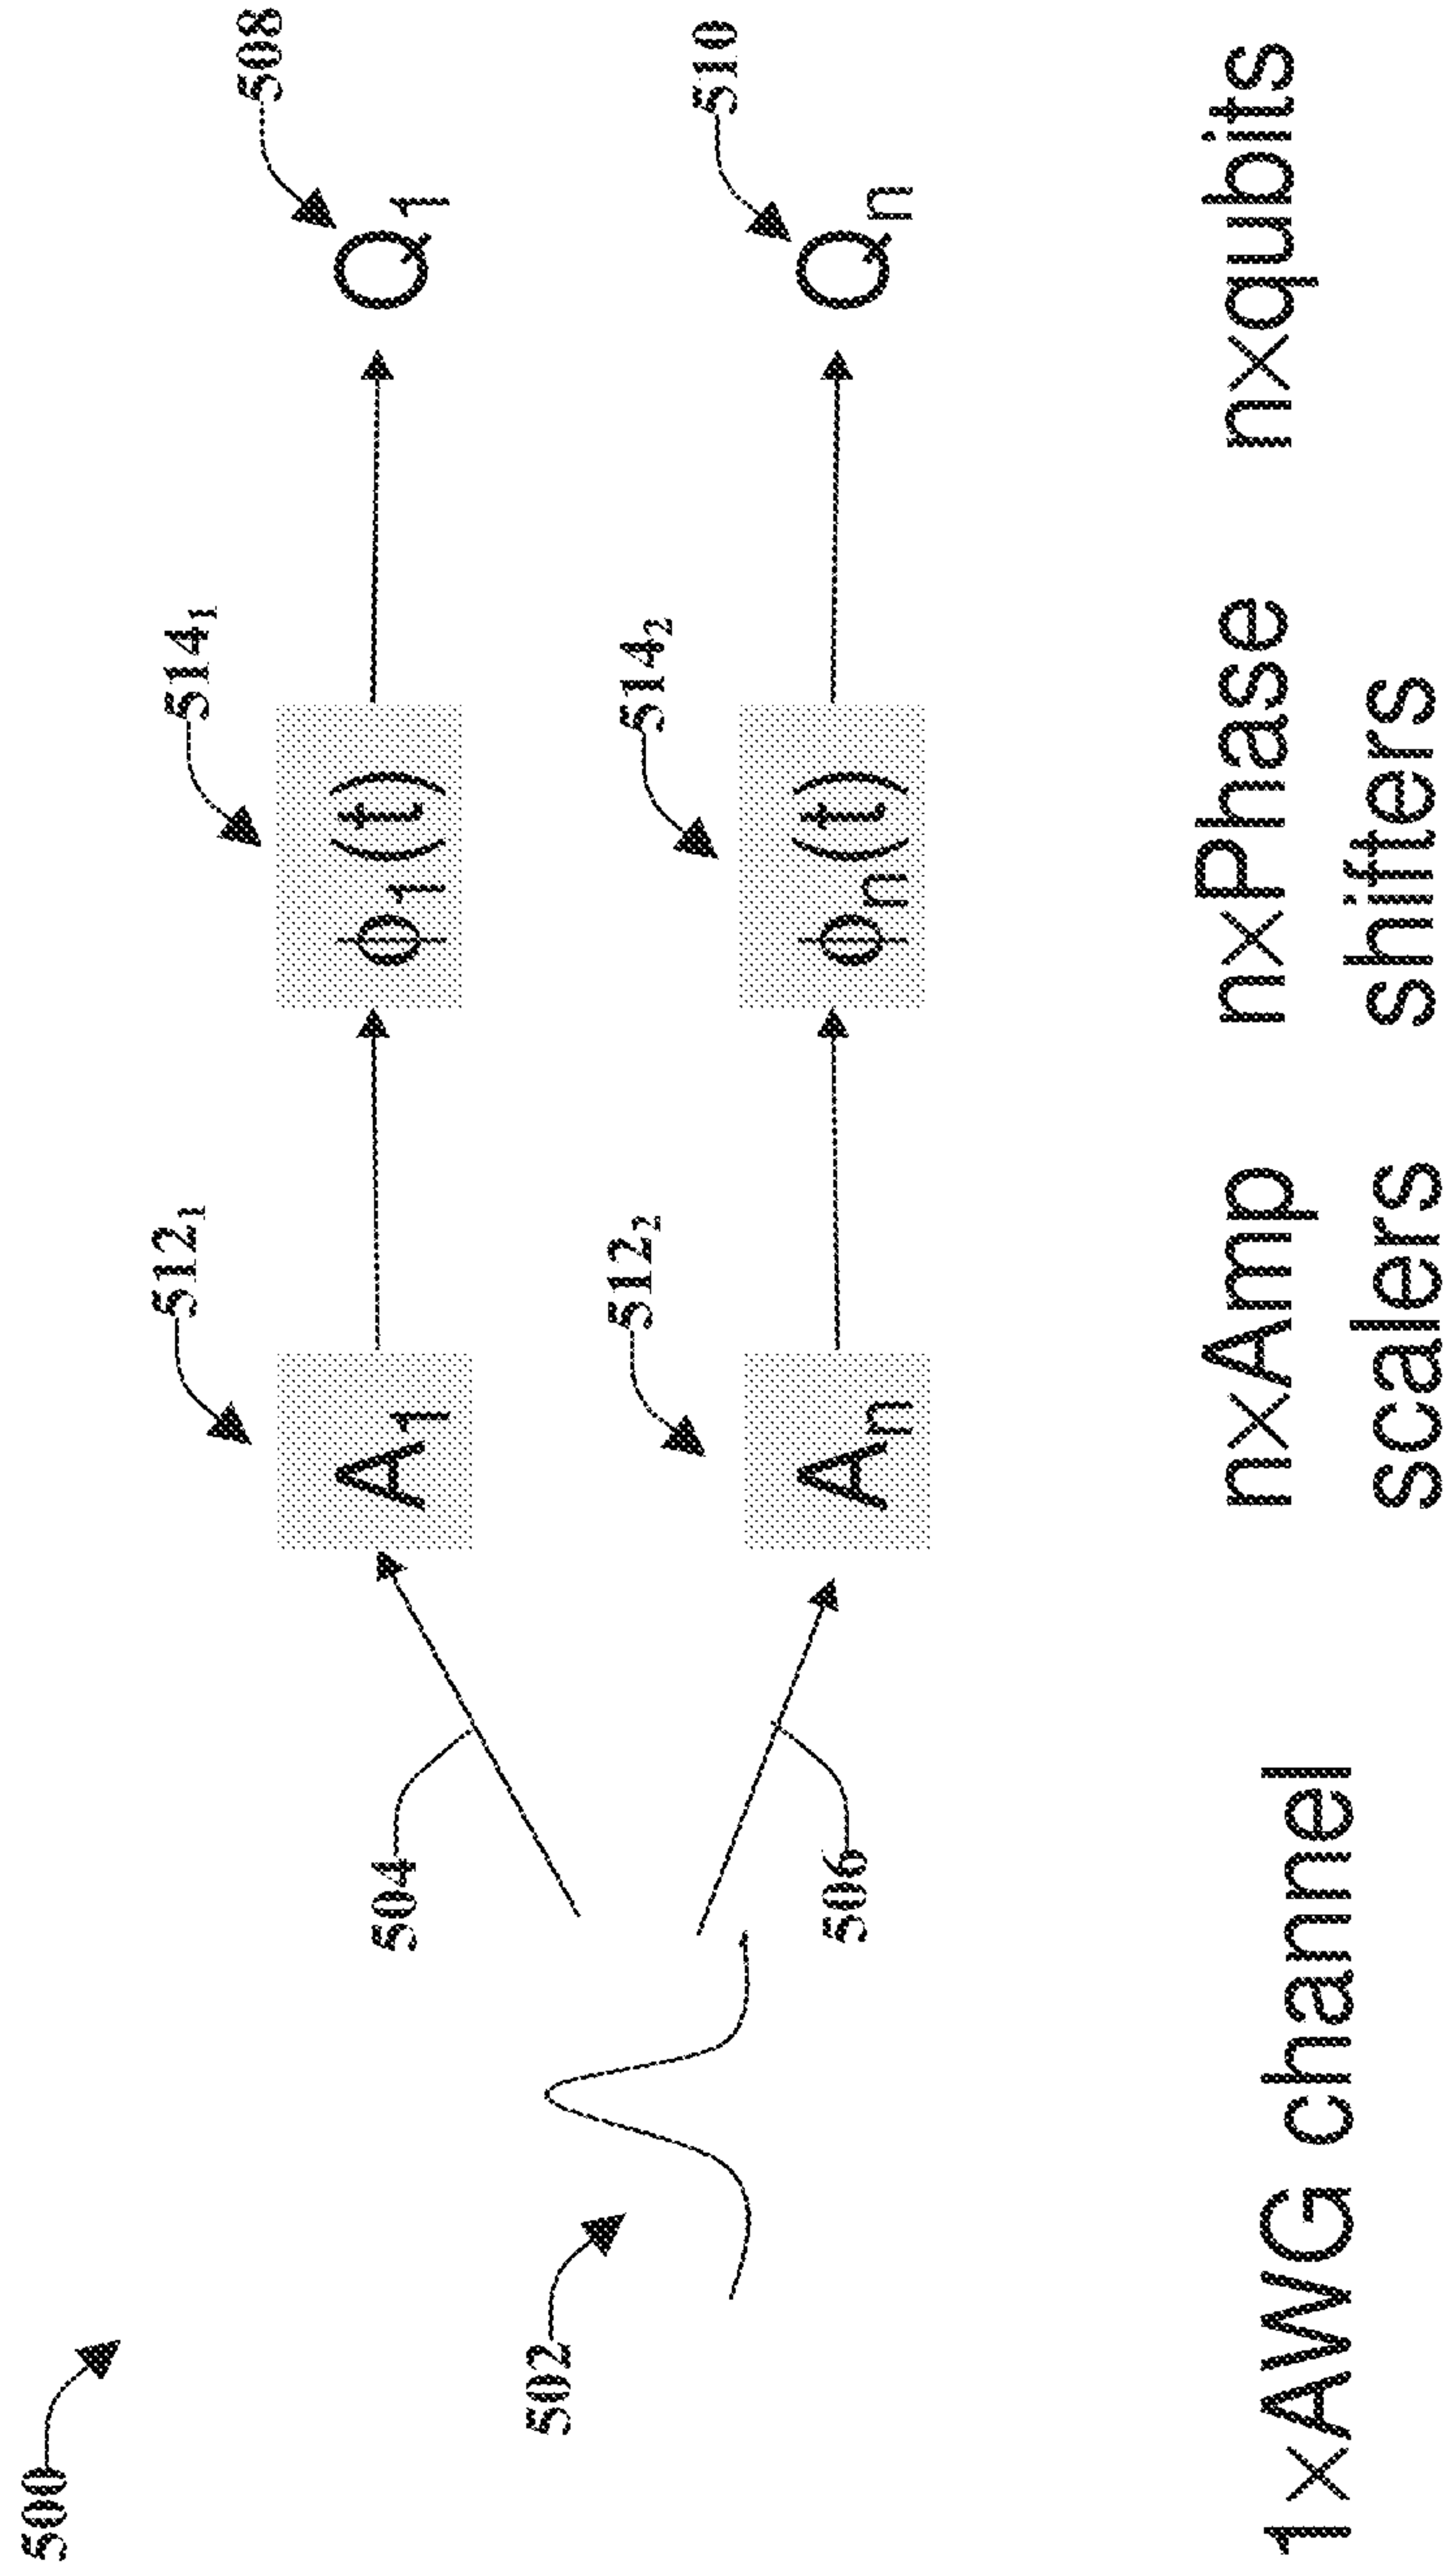 500
502
504
506
512₁
A₁
514₁
ϕ₁(t)
508
Q₁
512₂
Aₙ
514₂
ϕₙ(t)
510
Qₙ
1×AWG channel
n×Amp
scalers
n×Phase
shifters
n×qubits